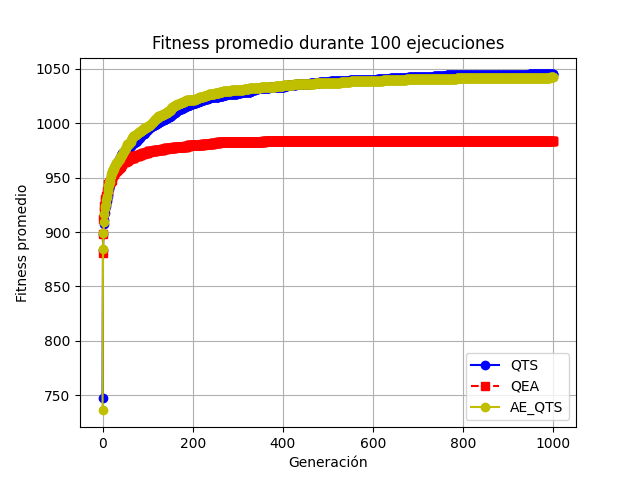 Fitness promedio durante 100 ejecuciones
Fitness promedio
1050
1000
950
900
850
800
750
0 200 400 600 800 1000
Generación
QTS
QEA
AE_QTS